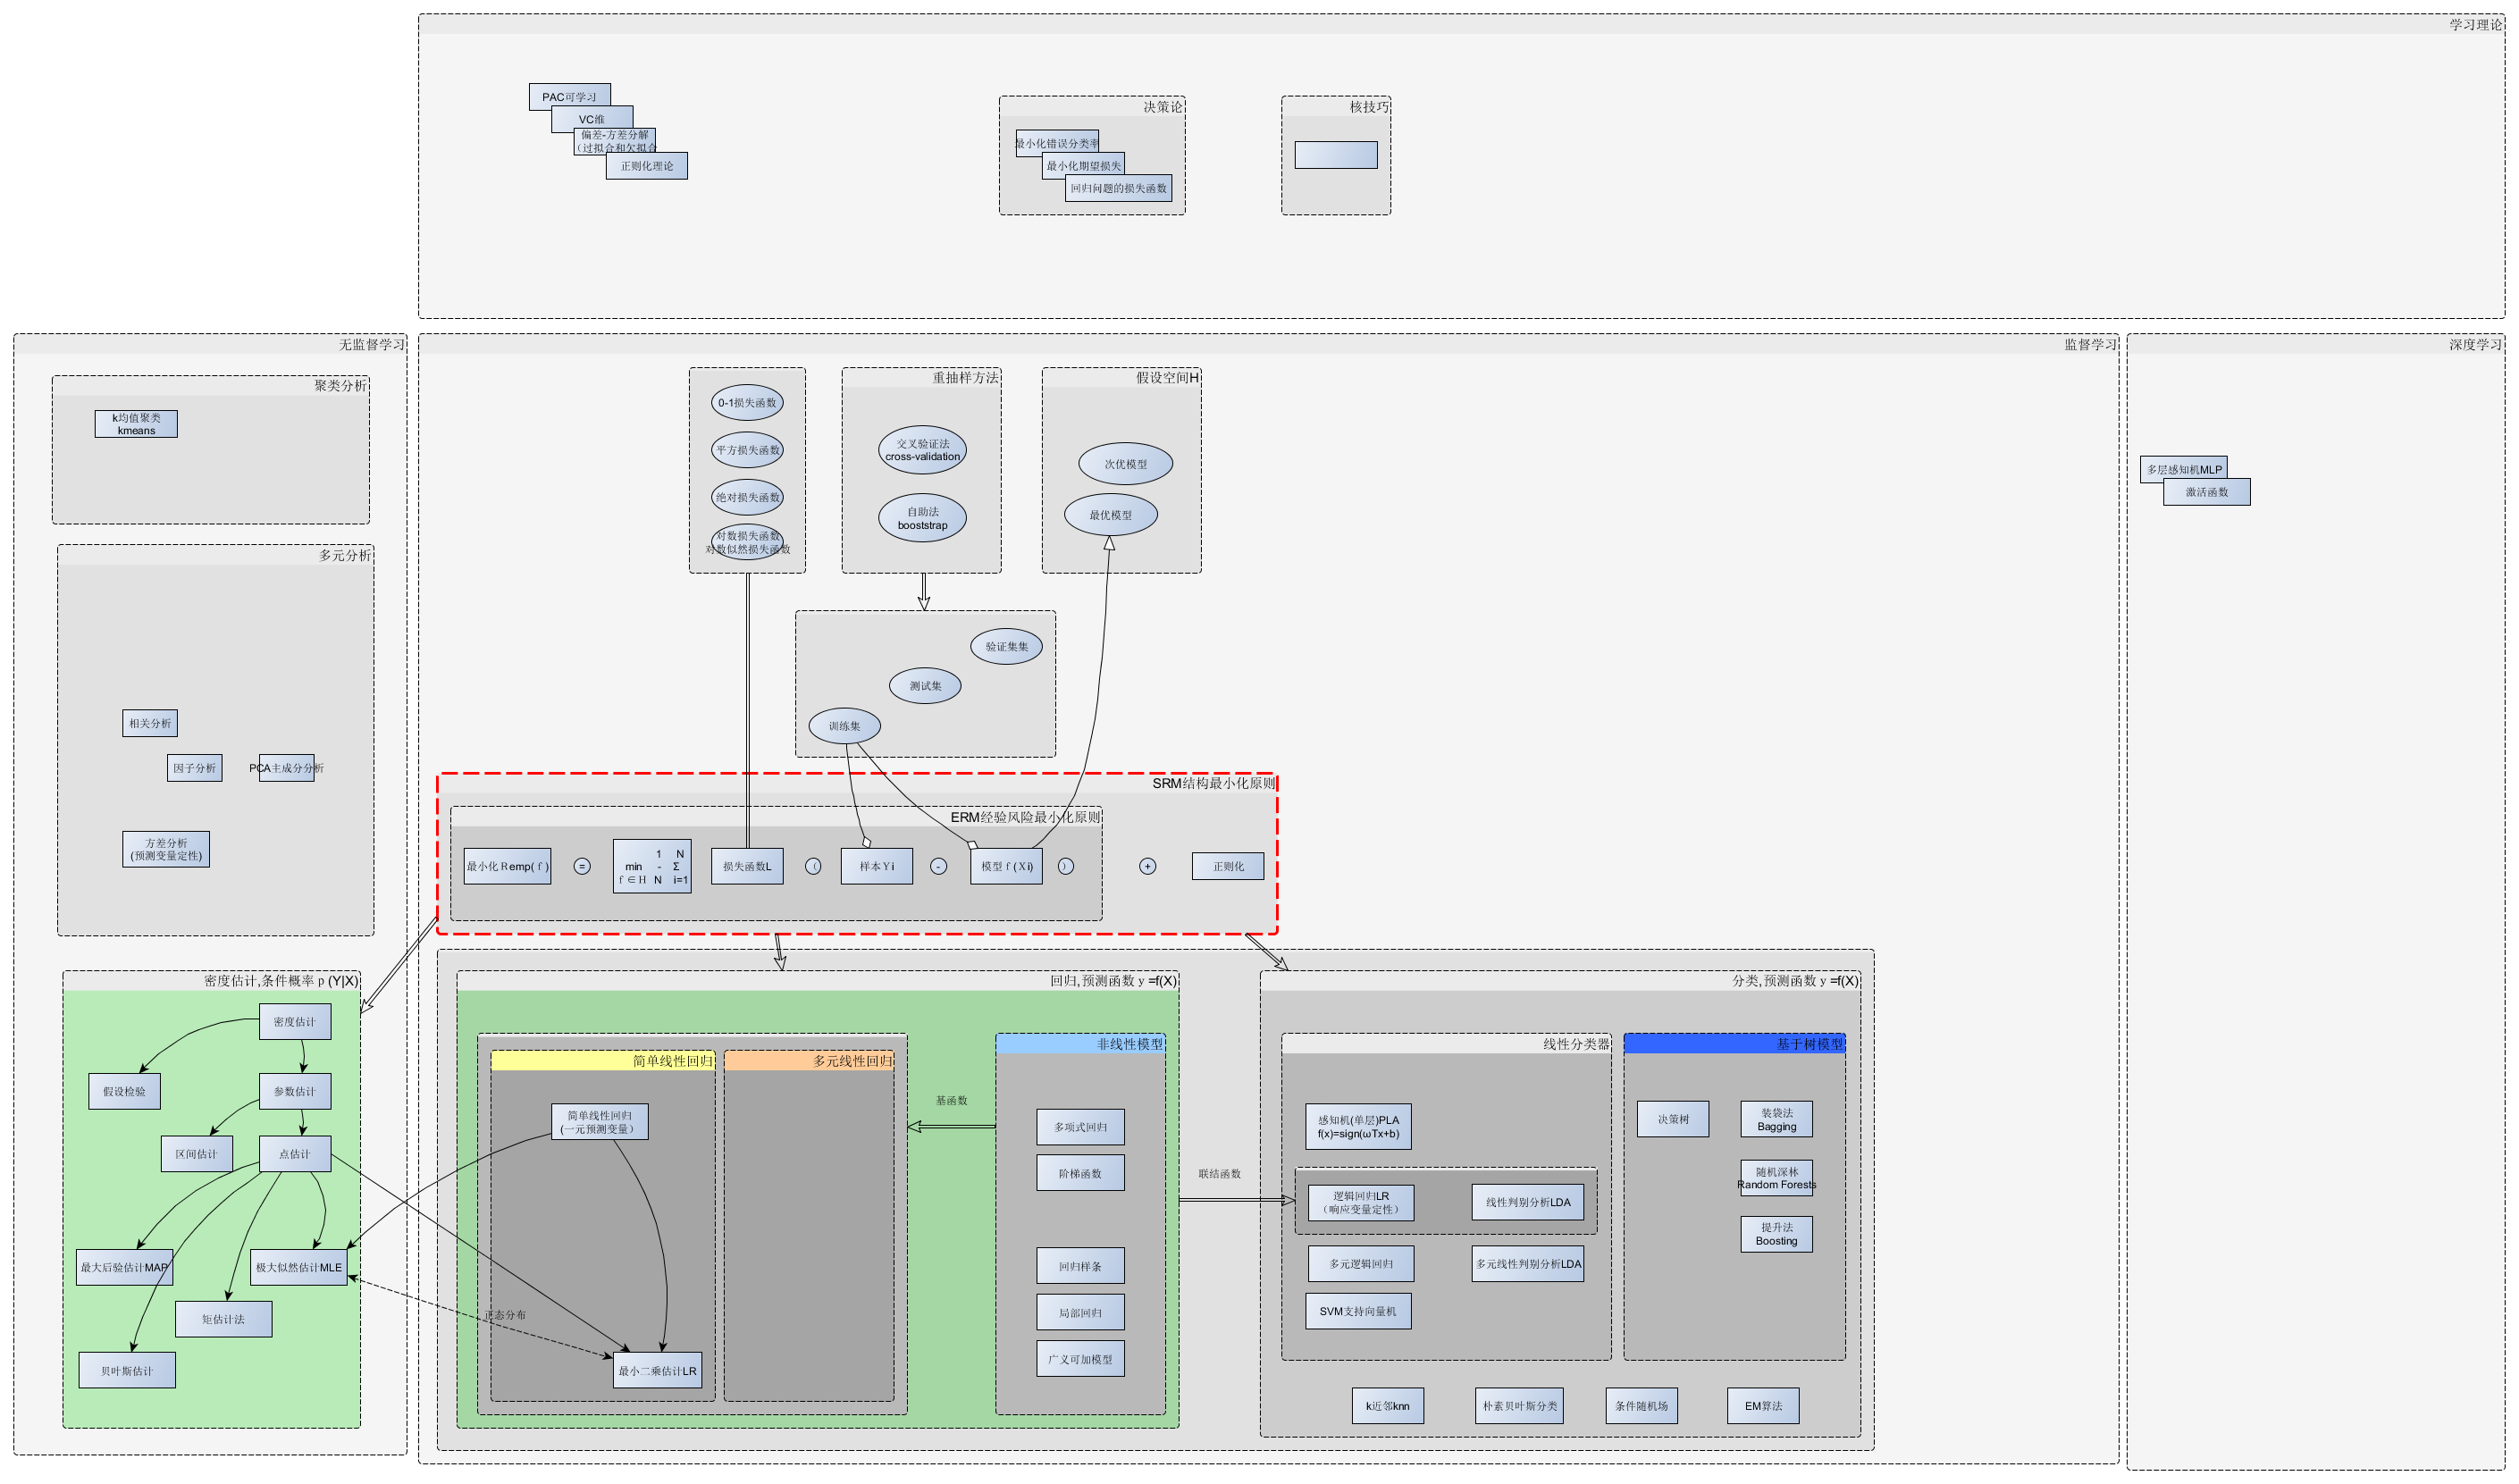 学习理论
PAC可学习
VC维
偏差-方差分解
（过拟合和欠拟合
正则化理论
决策论
最小化错误分类率
最小化期望损失
回归问题的损失函数
核技巧
无监督学习
聚类分析
k均值聚类
kmeans
多元分析
相关分析
因子分析
PCA主成分分析
方差分析
(预测变量定性)
密度估计,条件概率ｐ(Y|X)
密度估计
假设检验
参数估计
区间估计
点估计
最大后验估计MAP
极大似然估计MLE
矩估计法
贝叶斯估计
监督学习
0-1损失函数
平方损失函数
绝对损失函数
对数损失函数
对数似然损失函数
重抽样方法
交叉验证法
cross-validation
自助法
booststrap
假设空间H
次优模型
最优模型
验证集集
测试集
训练集
SRM结构最小化原则
ERM经验风险最小化原则
最小化Ｒemp(ｆ)
=
1 N
min - Σ
ｆ∈Ｈ N i=1
损失函数L
（
样本Ｙi
-
模型ｆ(Ｘi)
）
+
正则化
回归,预测函数ｙ=f(X)
简单线性回归
简单线性回归
(一元预测变量）
最小二乘估计LR
正态分布
多元线性回归
基函数
非线性模型
多项式回归
阶梯函数
回归样条
局部回归
广义可加模型
联结函数
分类,预测函数ｙ=f(X)
线性分类器
感知机(单层)PLA
f(x)=sign(ωTx+b)
逻辑回归LR
（响应变量定性）
线性判别分析LDA
多元逻辑回归
多元线性判别分析LDA
SVM支持向量机
基于树模型
决策树
装袋法
Bagging
随机深林
Random Forests
提升法
Boosting
k近邻knn
朴素贝叶斯分类
条件随机场
EM算法
深度学习
多层感知机MLP
激活函数